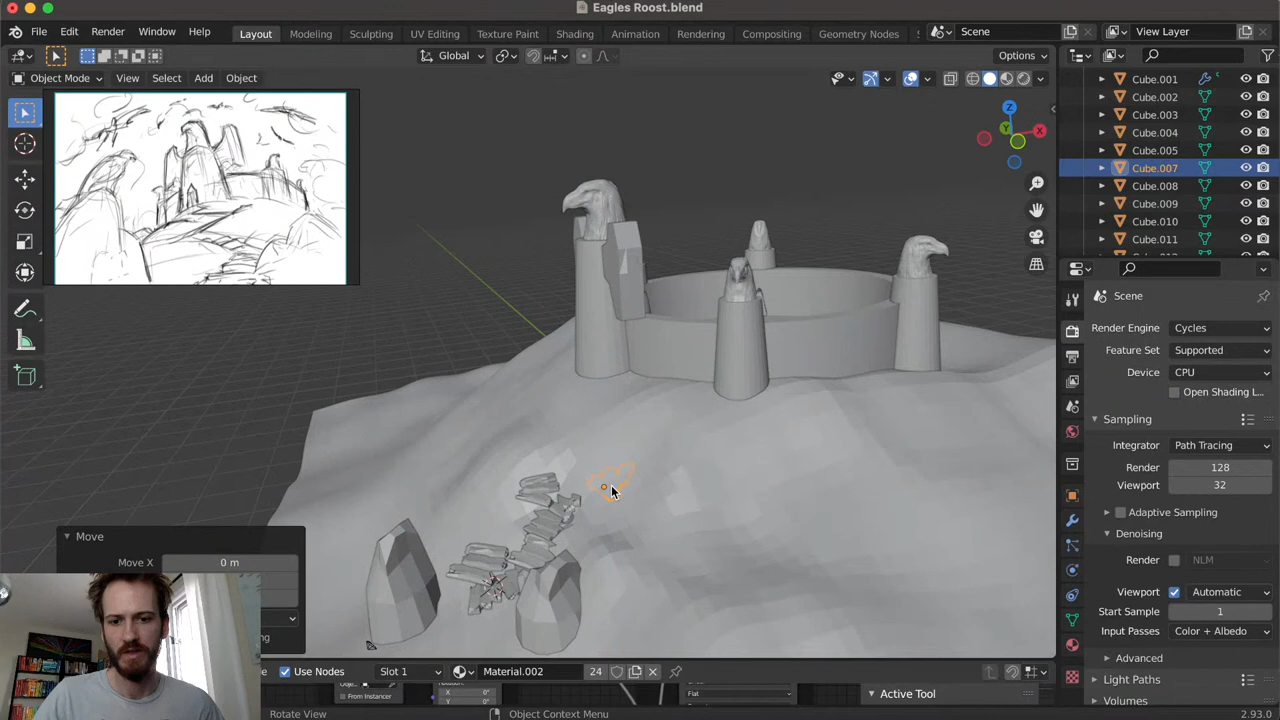 Eagles Roost.blend
File Edit Render Window Help Layout Modeling Sculpting UV Editing Texture Paint Shading Animation Rendering Compositing Geometry Nodes Scene View Layer
Global Options
Object Mode View Select Add Object
Z
X
Y
Cube.001
Cube.002
Cube.003
Cube.004
Cube.005
Cube.007
Cube.008
Cube.009
Cube.010
Cube.011
Scene
Render Engine Cycles
Feature Set Supported
Device CPU
Open Shading L...
Sampling
Integrator Path Tracing
Render 128
Viewport 32
Adaptive Sampling
Denoising
Render NLM
Viewport Automatic
Start Sample 1
Input Passes Color + Albedo
Advanced
Light Paths
Volumes
Move
Move X 0 m
Use Nodes Slot 1 Material.002 24
From Instancer
X 0°
Y 0°
Flat
Active Tool
Rotate View Object Context Menu 2.93.0